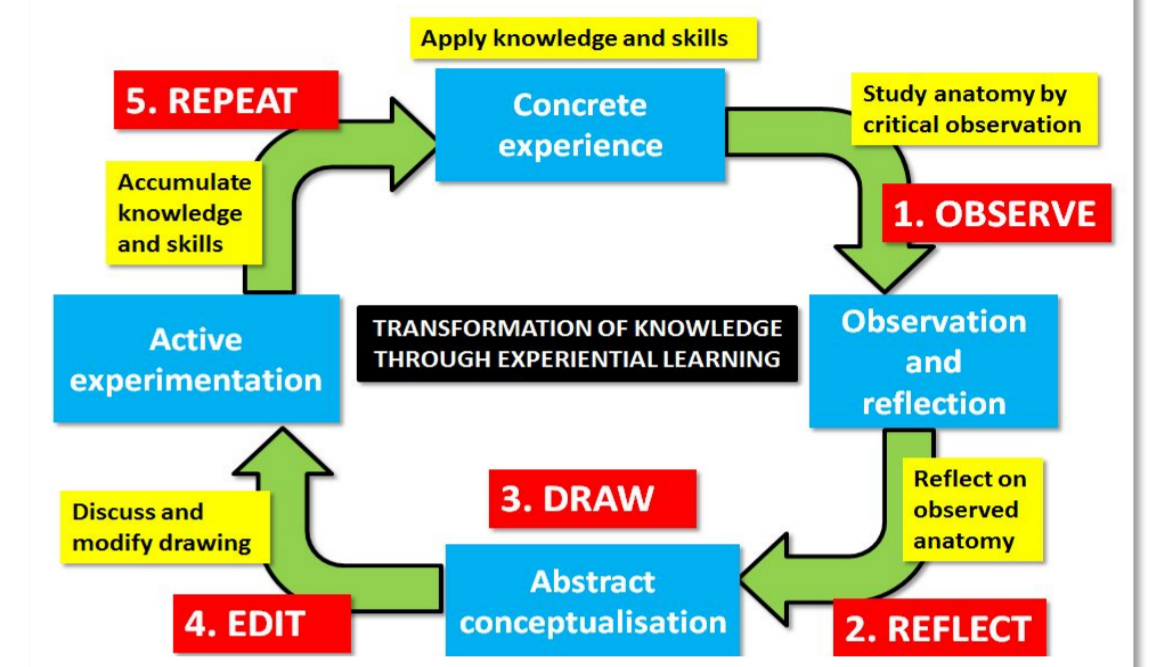 Apply knowledge and skills
Concrete
experience
Study anatomy by
critical observation
1. OBSERVE
Observation
and
reflection
Reflect on
observed
anatomy
2. REFLECT
3. DRAW
Abstract
conceptualisation
4. EDIT
Discuss and
modify drawing
Active
experimentation
Accumulate
knowledge
and skills
5. REPEAT
TRANSFORMATION OF KNOWLEDGE
THROUGH EXPERIENTIAL LEARNING